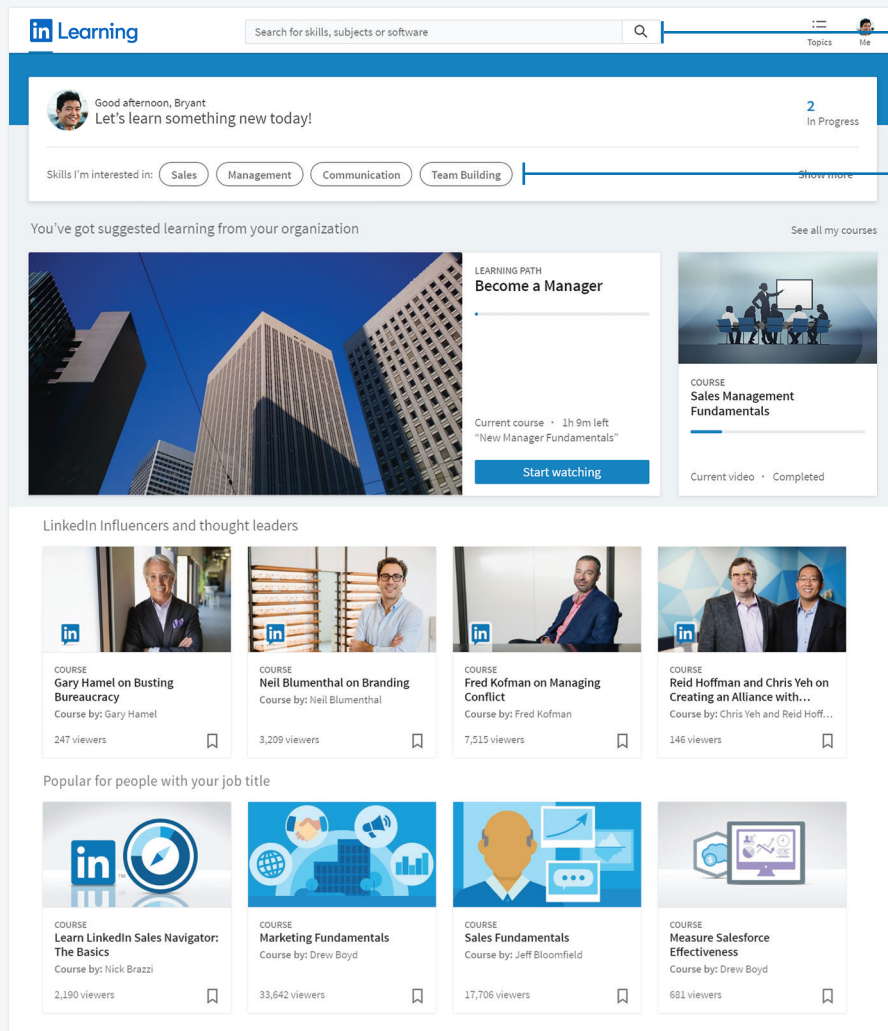 in Learning
Search for skills, subjects or software
Topics
Me
Good afternoon, Bryant
Let's learn something new today!
2
In Progress
Skills I'm interested in:
Sales
Management
Communication
Team Building
Show more
You've got suggested learning from your organization
See all my courses
LEARNING PATH
Become a Manager
Current course · 1h 9m left
"New Manager Fundamentals"
Start watching
COURSE
Sales Management
Fundamentals
Current video · Completed
LinkedIn Influencers and thought leaders
in
COURSE
Gary Hamel on Busting
Bureaucracy
Course by: Gary Hamel
247 viewers
in
COURSE
Neil Blumenthal on Branding
Course by: Neil Blumenthal
3,209 viewers
in
COURSE
Fred Kofman on Managing
Conflict
Course by: Fred Kofman
7,515 viewers
in
COURSE
Reid Hoffman and Chris Yeh on
Creating an Alliance with...
Course by: Chris Yeh and Reid Hoff...
146 viewers
Popular for people with your job title
in™
COURSE
Learn LinkedIn Sales Navigator:
The Basics
Course by: Nick Brazzi
2,190 viewers
COURSE
Marketing Fundamentals
Course by: Drew Boyd
33,642 viewers
COURSE
Sales Fundamentals
Course by: Jeff Bloomfield
17,706 viewers
COURSE
Measure Salesforce
Effectiveness
Course by: Drew Boyd
681 viewers